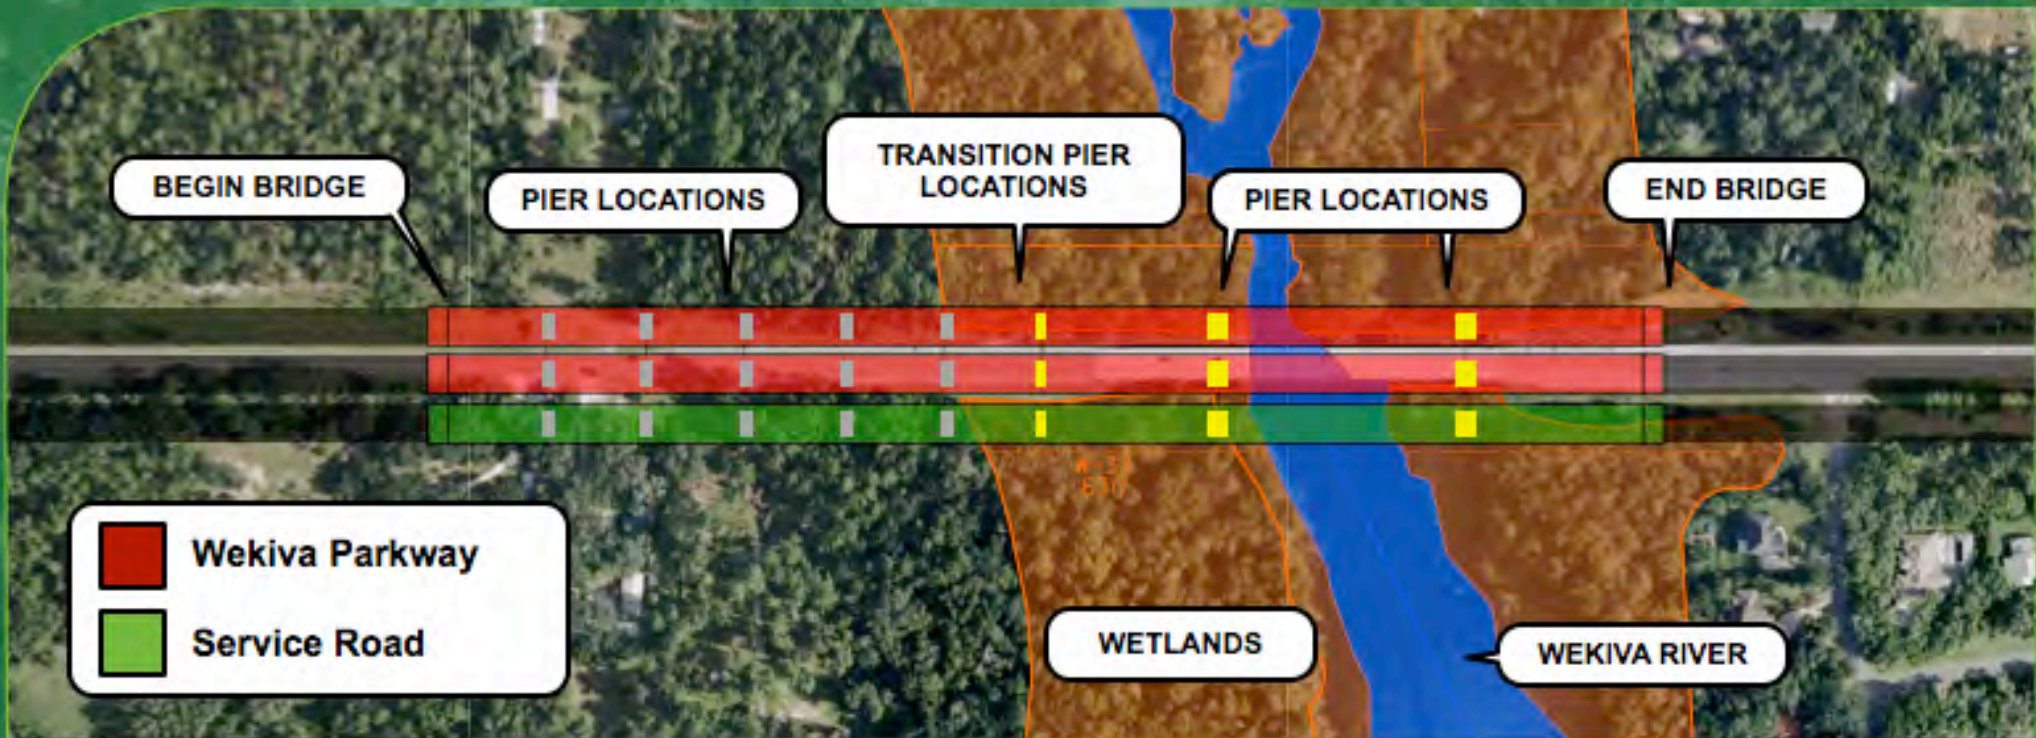 BEGIN BRIDGE
PIER LOCATIONS
TRANSITION PIER
LOCATIONS
PIER LOCATIONS
END BRIDGE
Wekiva Parkway
Service Road
WETLANDS
WEKIVA RIVER